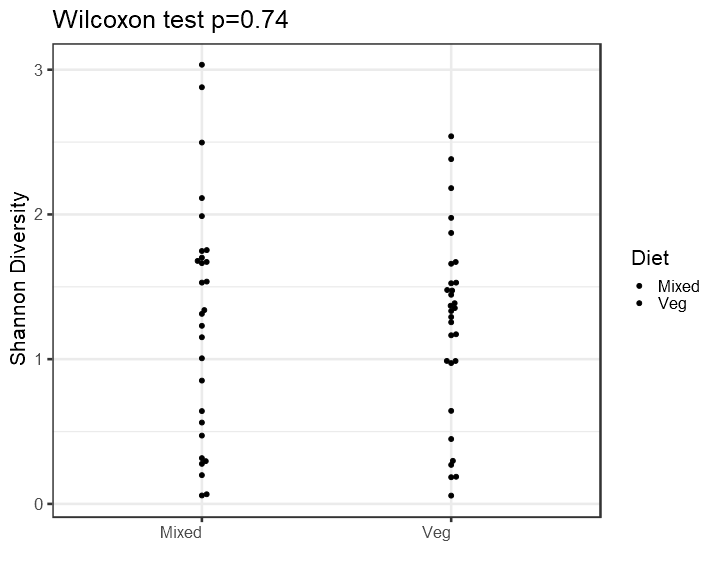 Wilcoxon test p=0.74
Shannon Diversity
3
2
1
0
Mixed
Veg
Diet
Mixed
Veg